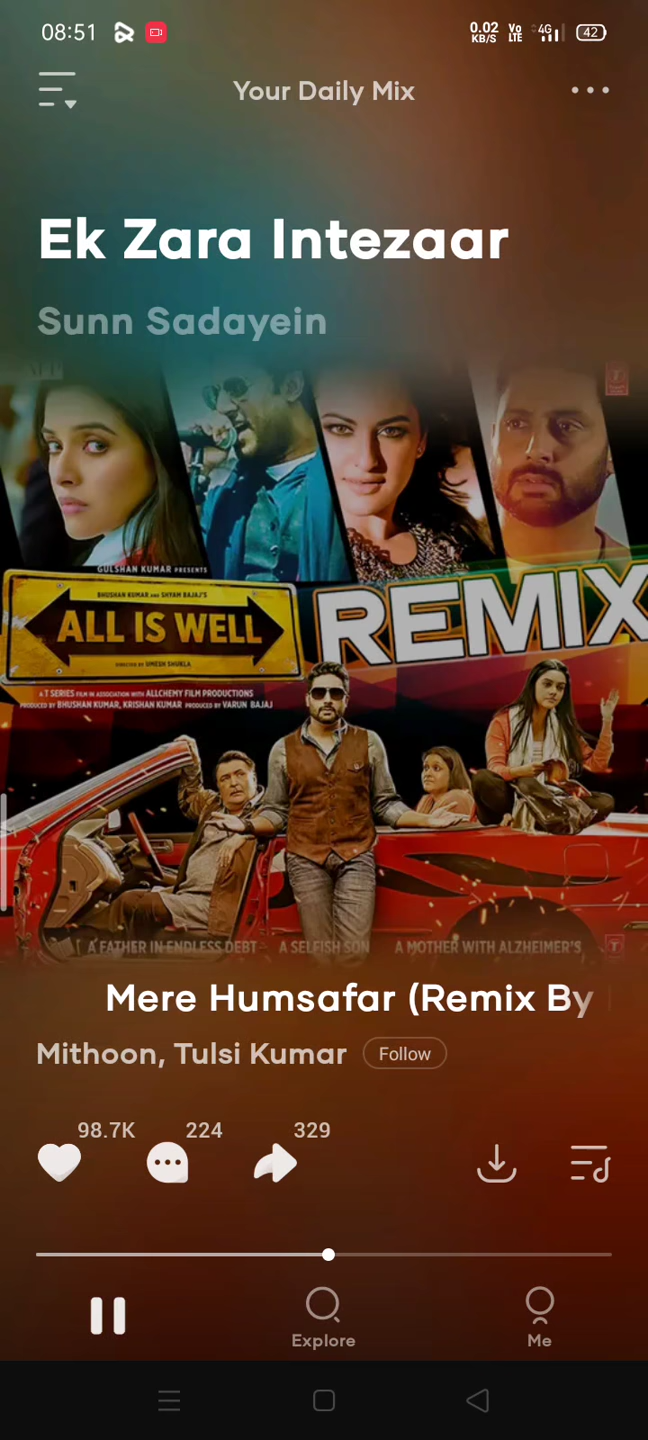 08:51
0.02 KB/S Vo LTE 4G 42
Your Daily Mix
Ek Zara Intezaar
Sunn Sadayein
GULSHAN KUMAR PRESENTS
BHUSHAN KUMAR AND SHYAM BAJAJ'S
ALL IS WELL
REMIX
DIRECTED BY UMESH SHUKLA
A T SERIES FILM IN ASSOCIATION WITH ALLCHEMY FILM PRODUCTIONS
PRODUCED BY BHUSHAN KUMAR, KRISHAN KUMAR PRODUCED BY VARUN BAJAJ
A FATHER IN ENDLESS DEBT A SELFISH SON A MOTHER WITH ALZHEIMER'S
Mere Humsafar (Remix By
Mithoon, Tulsi Kumar Follow
98.7K 224 329
Explore Me